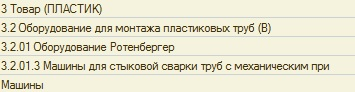 3 Товар (ПЛАСТИК)
3.2 Оборудование для монтажа пластиковых труб (В)
3.2.01 Оборудование Ротенбергер
3.2.01.3 Машины для стыковой сварки труб с механическим при
Машины